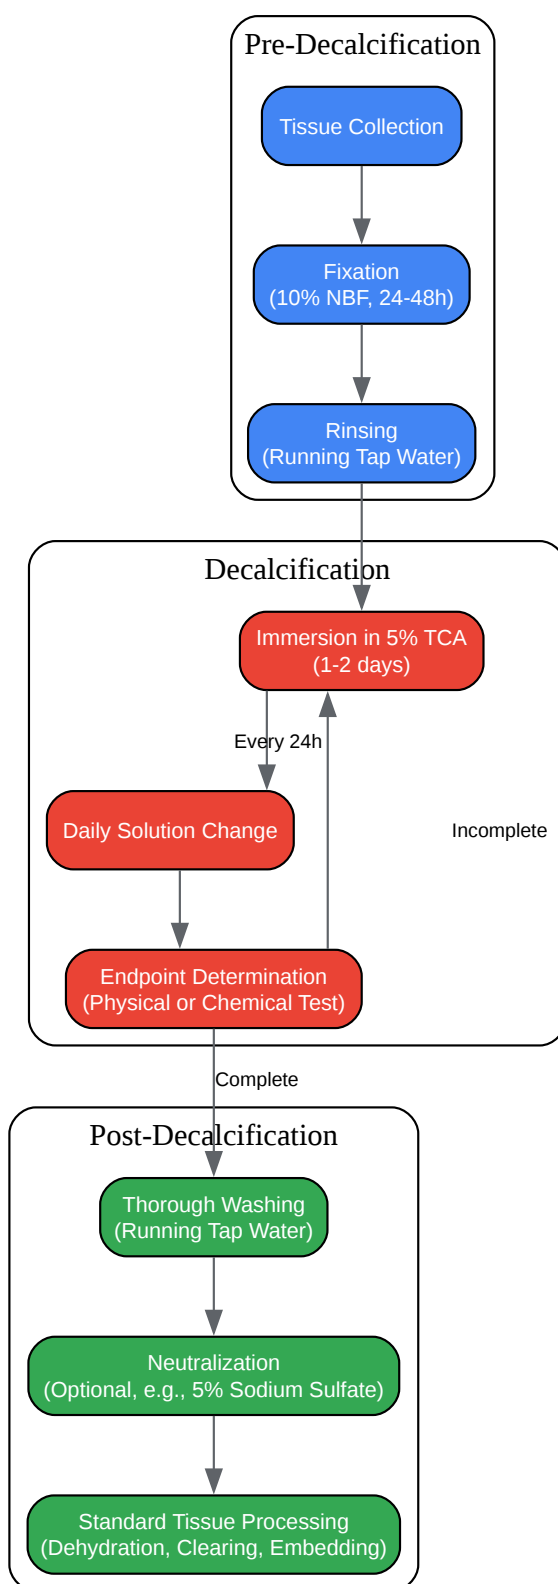 Pre-Decalcification
Tissue Collection
Fixation
(10% NBF, 24-48h)
Rinsing
(Running Tap Water)
Decalcification
Immersion in 5% TCA
(1-2 days)
Every 24h
Daily Solution Change
Incomplete
Endpoint Determination
(Physical or Chemical Test)
Complete
Post-Decalcification
Thorough Washing
(Running Tap Water)
Neutralization
(Optional, e.g., 5% Sodium Sulfate)
Standard Tissue Processing
(Dehydration, Clearing, Embedding)